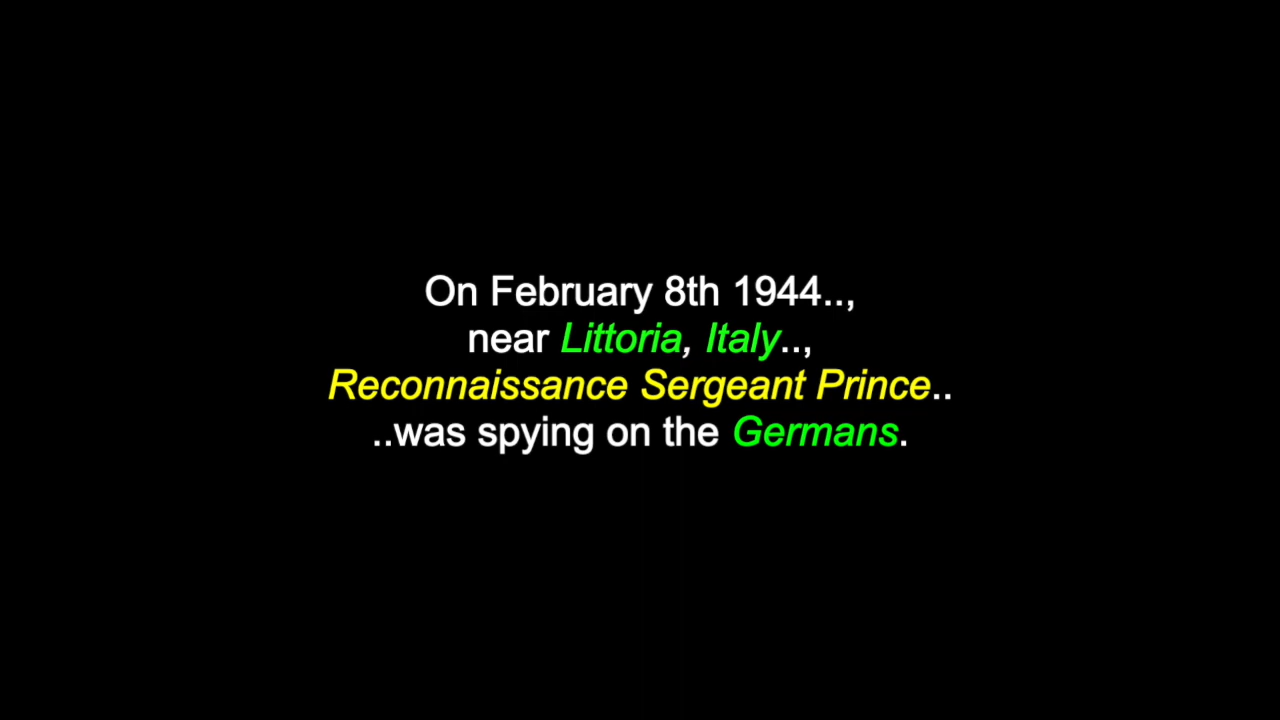 On February 8th 1944..,
near Littoria, Italy..,
Reconnaissance Sergeant Prince..
..was spying on the Germans.